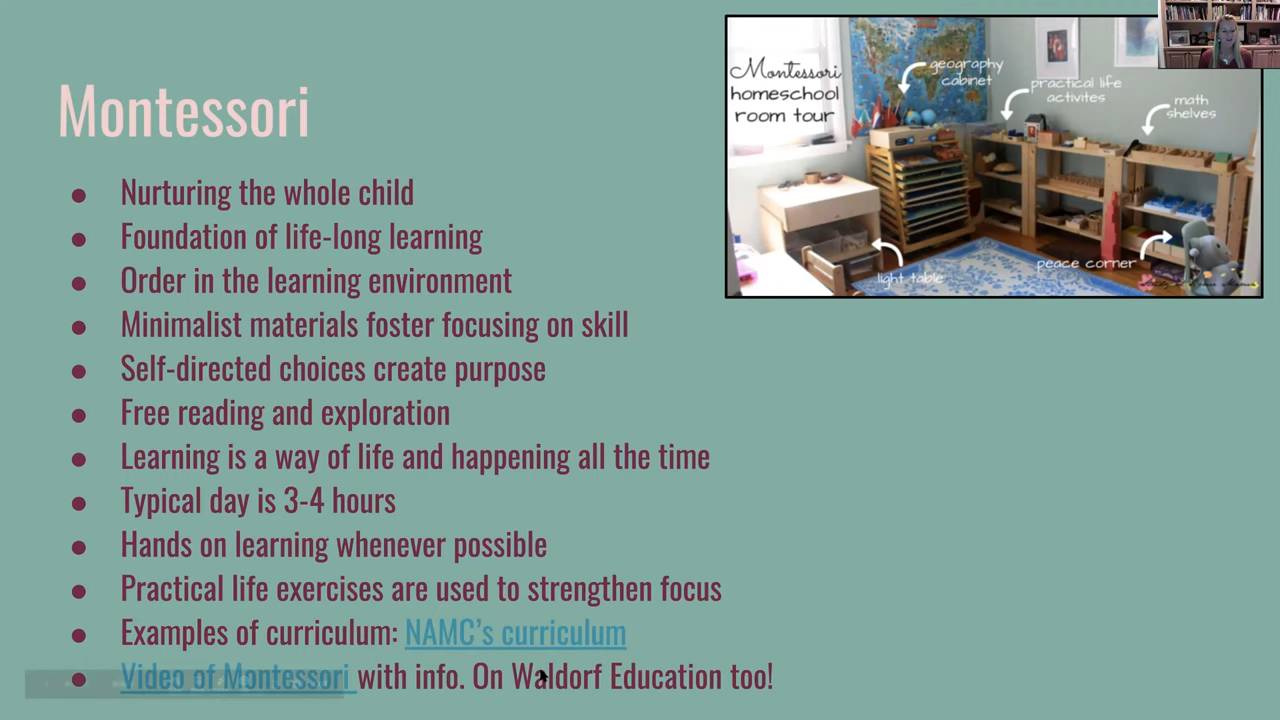 Montessori
Nurturing the whole child
Foundation of life-long learning
Order in the learning environment
Minimalist materials foster focusing on skill
Self-directed choices create purpose
Free reading and exploration
Learning is a way of life and happening all the time
Typical day is 3-4 hours
Hands on learning whenever possible
Practical life exercises are used to strengthen focus
Examples of curriculum: NAMC's curriculum
Video of Montessori with info. On Waldorf Education too!
Montessori
homeschool
room tour
geography
cabinet
practical life
activites
math
shelves
peace corner
light table